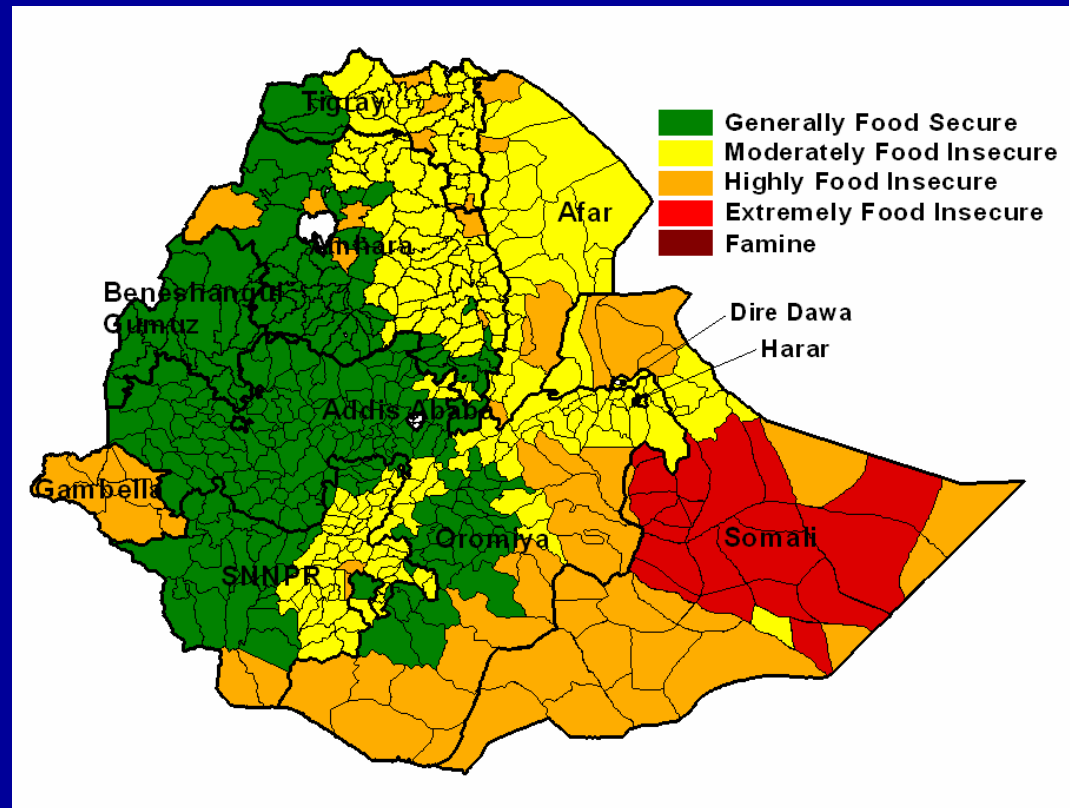 Tigray
Generally Food Secure
Moderately Food Insecure
Highly Food Insecure
Extremely Food Insecure
Famine
Afar
Amhara
Beneshangul
Gumuz
Dire Dawa
Harar
Addis Ababa
Gambella
Oromiya
Somali
SNNPR